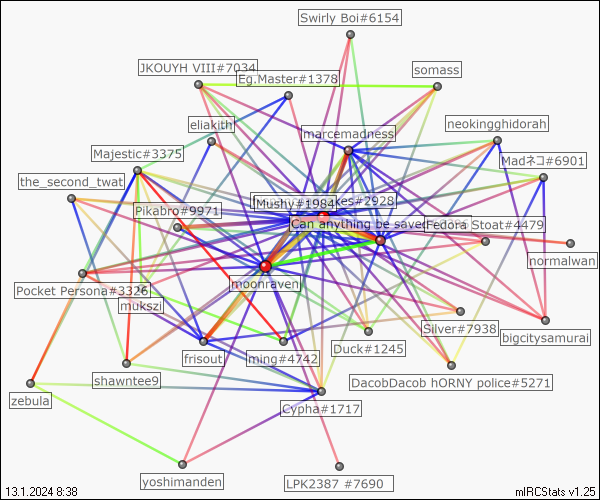 Swirly Boi#6154
JKOUYH VIII#7034
Eg.Master#1378
somass
eliakith
marcemadness
neokingghidorah
Majestic#3375
Madネコ#6901
the_second_twat
Mushy#1984
kes#2928
Pikabro#9971
Can anything be saved
Fedora Stoat#4479
normalwan
moonraven
Pocket Persona#3326
mukszi
Silver#7938
bigcitysamurai
frisout
ming#4742
Duck#1245
shawntee9
DacobDacob hORNY police#5271
zebula
Cypha#1717
yoshimanden
LPK2387 #7690
13.1.2024 8:38
mIRCStats v1.25